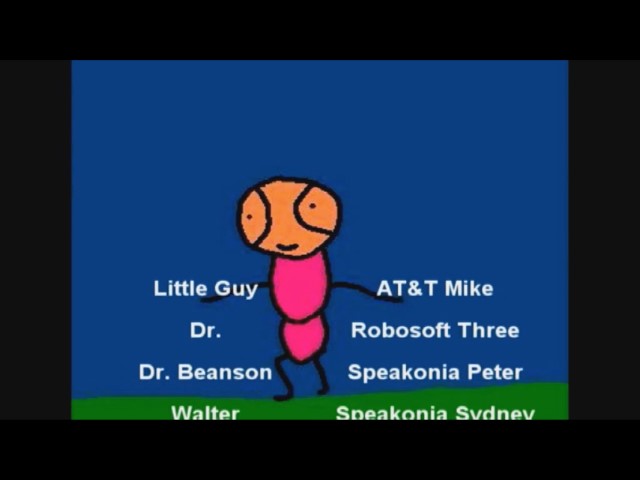 Little Guy AT&T Mike
Dr. Robosoft Three
Dr. Beanson Speakonia Peter
Walter Speakonia Sydney